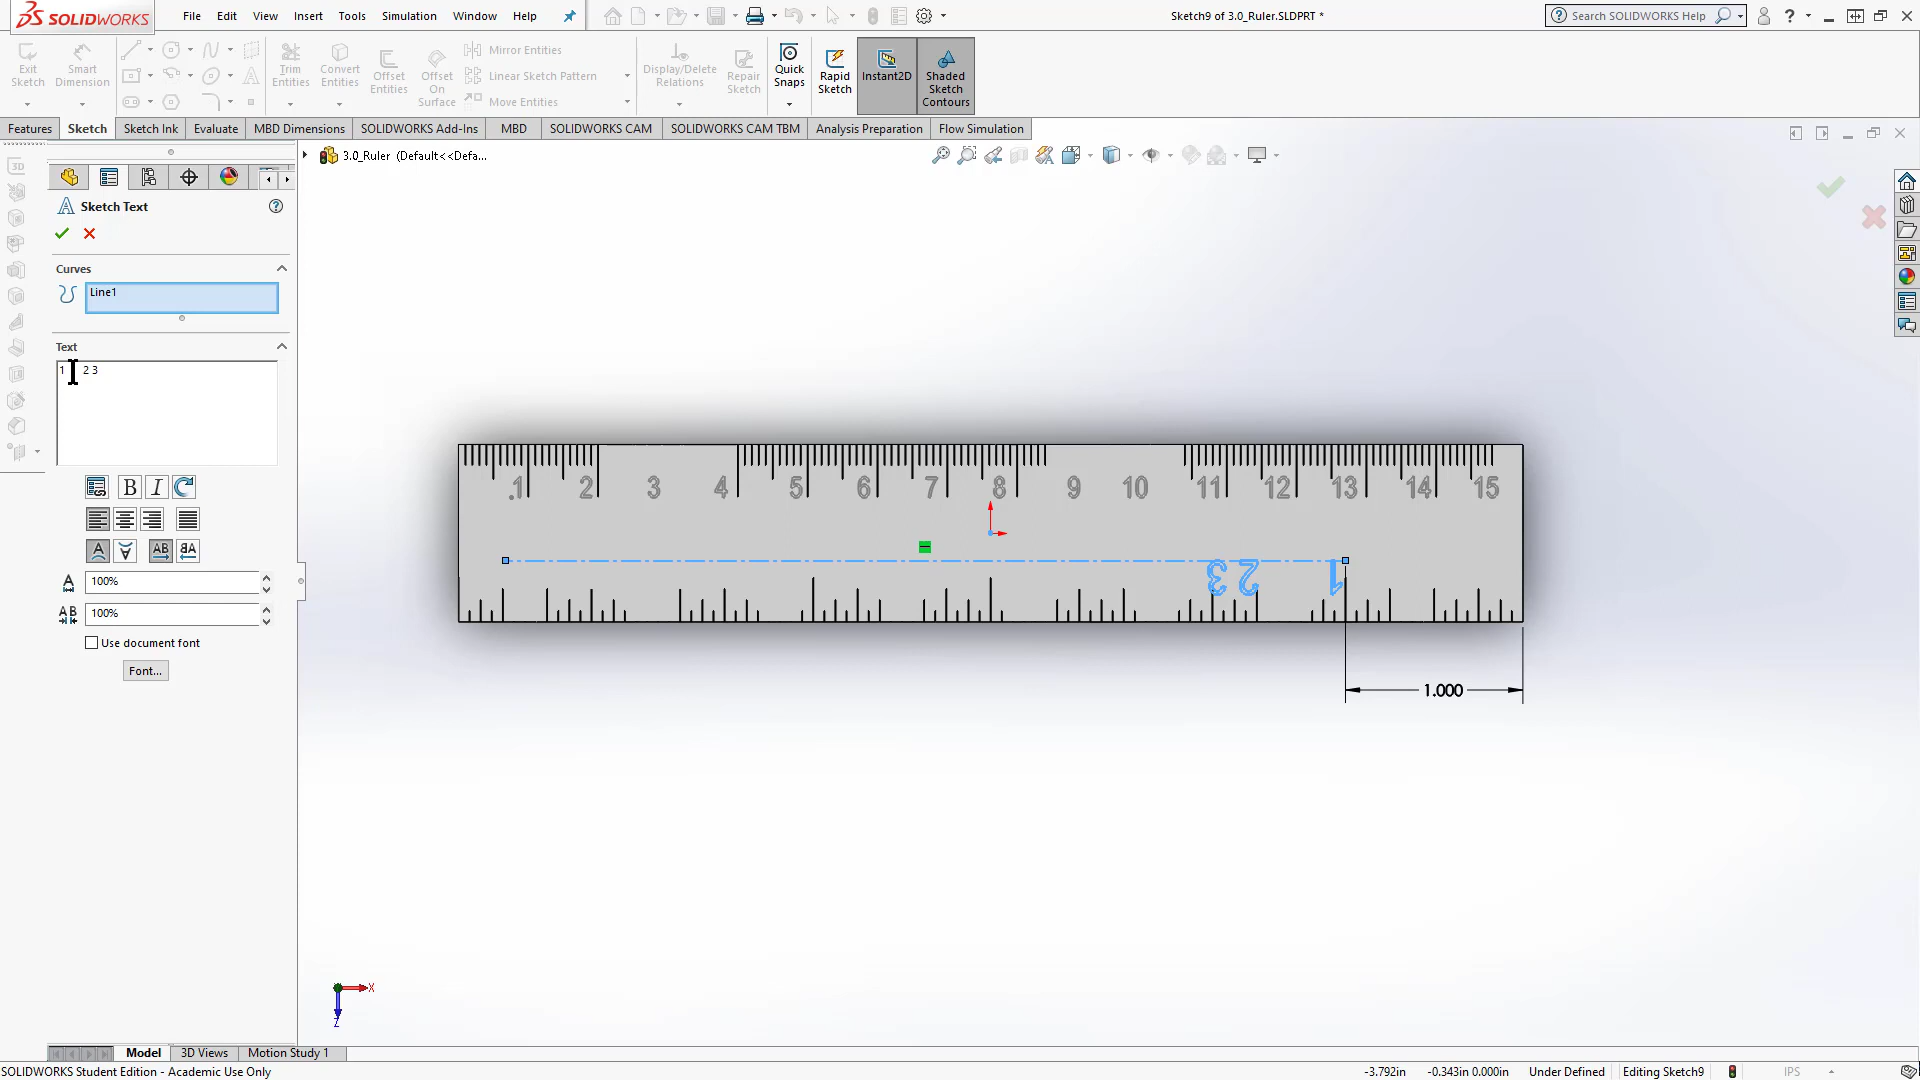 SOLIDWORKS
File Edit View Insert Tools Simulation Window Help
Sketch9 of 3.0_Ruler.SLDPRT *
Search SOLIDWORKS Help
Exit Sketch
Smart Dimension
Trim Entities
Convert Entities
Offset Entities
Offset On Surface
Mirror Entities
Linear Sketch Pattern
Move Entities
Display/Delete Relations
Repair Sketch
Quick Snaps
Rapid Sketch
Instant2D
Shaded Sketch Contours
Features Sketch Sketch Ink Evaluate MBD Dimensions SOLIDWORKS Add-Ins MBD SOLIDWORKS CAM SOLIDWORKS CAM TBM Analysis Preparation Flow Simulation
3.0_Ruler (Default<<Defa...
Sketch Text
Curves
Line1
Text
1 2 3
B I
AB
100%
AB
100%
Use document font
Font...
.1 2 3 4 5 6 7 8 9 10 11 12 13 14 15
1 2 3
1.000
X
Z
Model 3D Views Motion Study 1
SOLIDWORKS Student Edition - Academic Use Only
-3.792in -0.343in 0.000in Under Defined Editing Sketch9 IPS